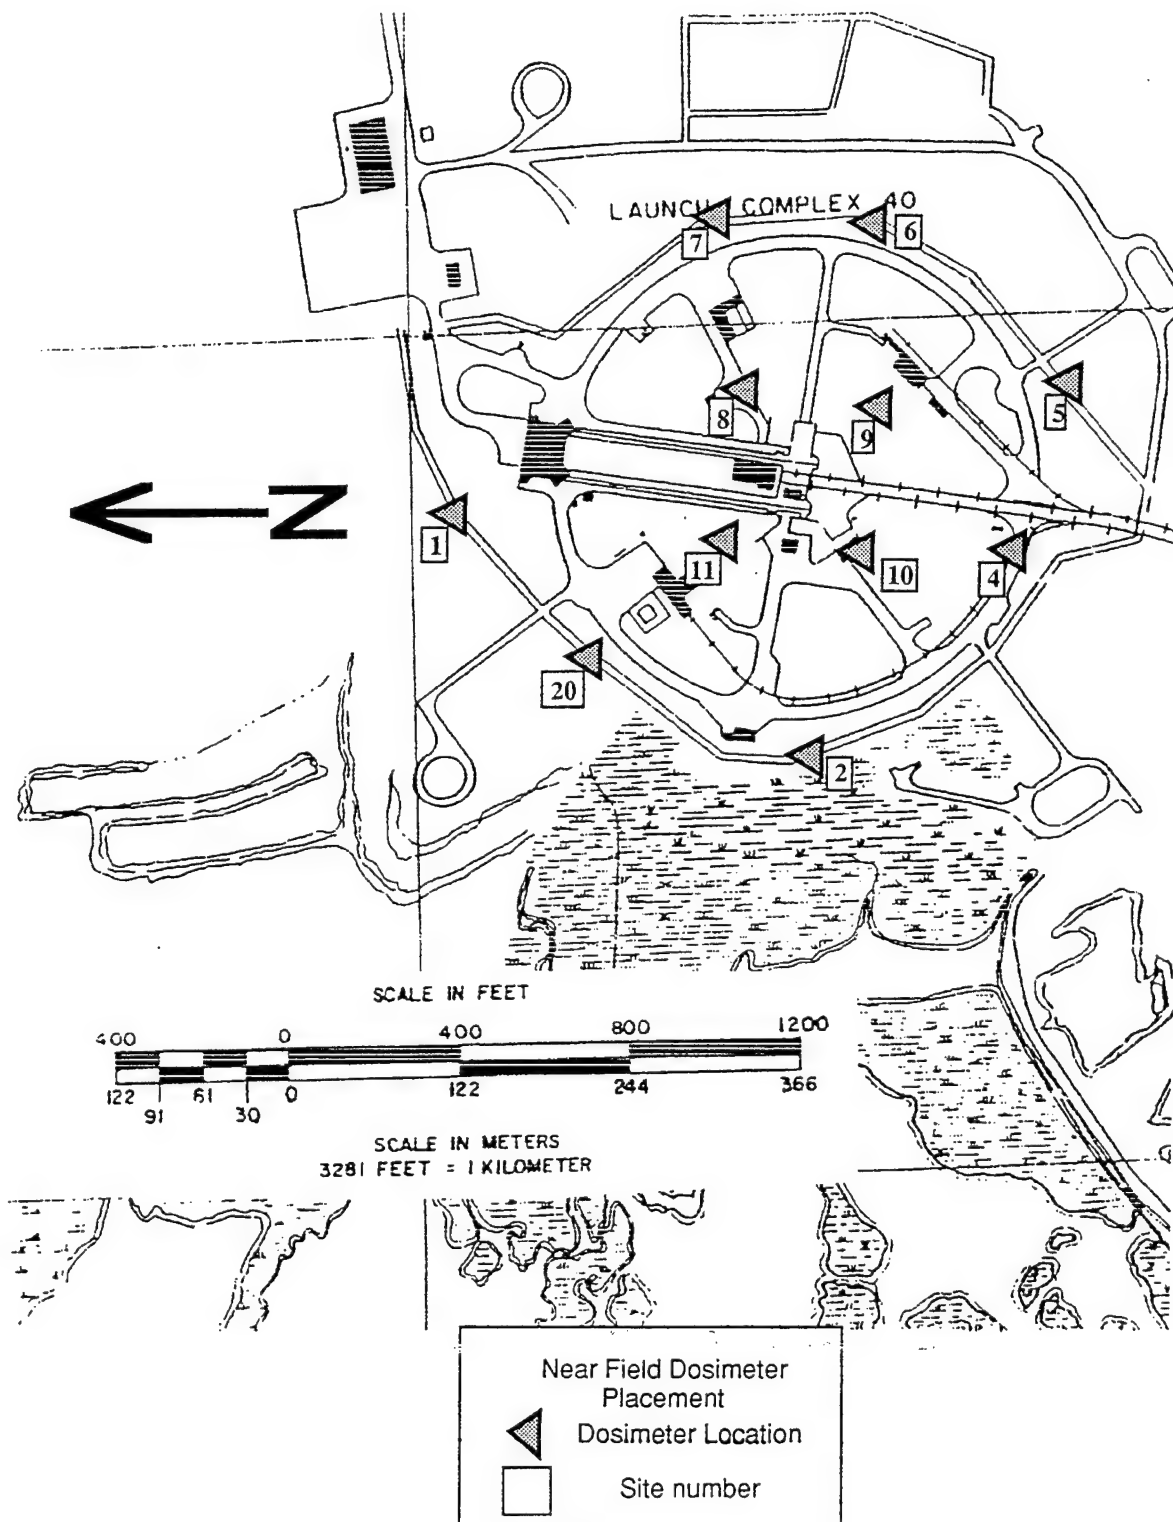 LAUNCH COMPLEX 40
7
6
8
9
5
N
1
11
10
4
20
2
SCALE IN FEET
400 0 400 800 1200
122 91 61 30 0 122 244 366
SCALE IN METERS
3281 FEET = 1 KILOMETER
Near Field Dosimeter
Placement
Dosimeter Location
Site number